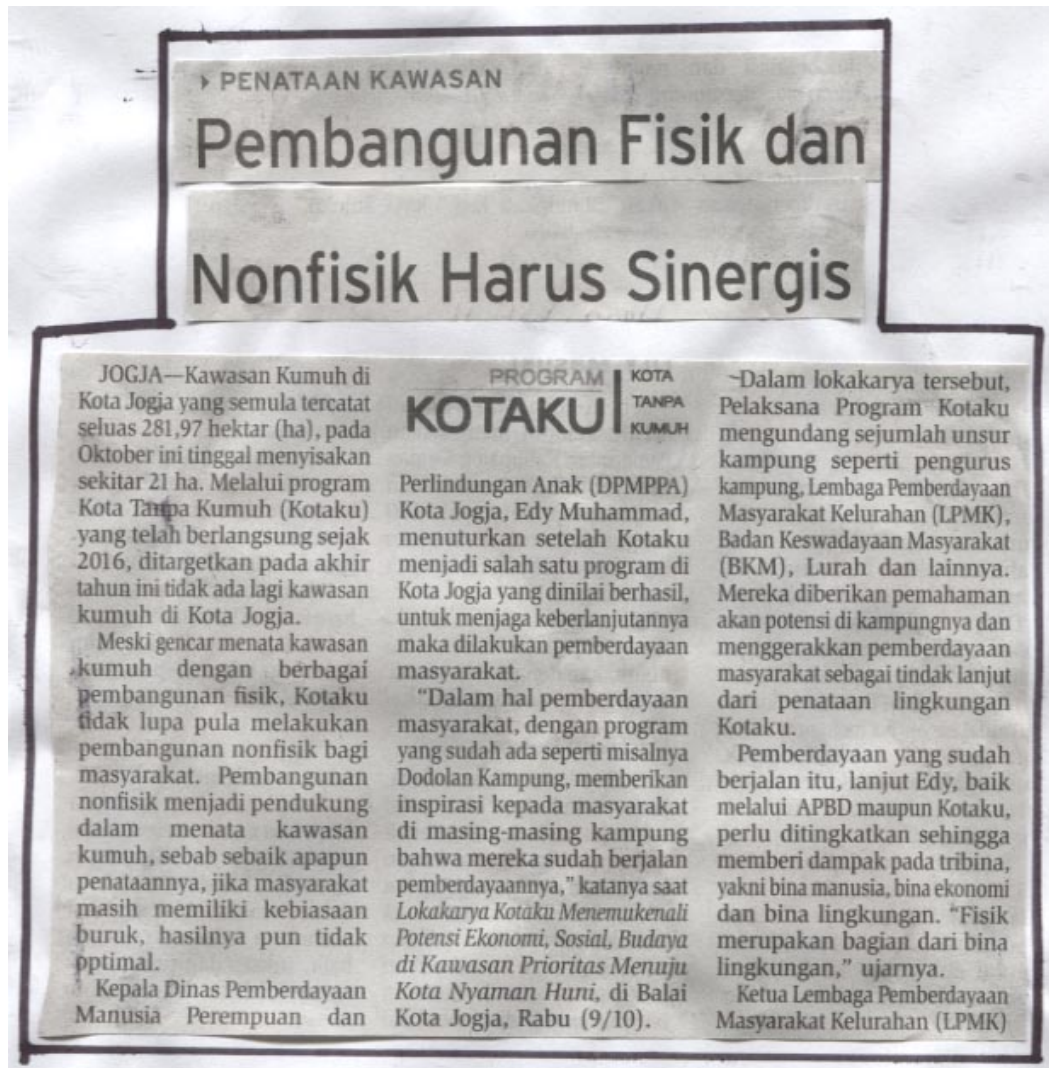 PENATAAN KAWASAN
Pembangunan Fisik dan
Nonfisik Harus Sinergis
JOGJA—Kawasan Kumuh di
Kota Jogja yang semula tercatat
seluas 281,97 hektar (ha), pada
Oktober ini tinggal menyisakan
sekitar 21 ha. Melalui program
Kota Tanpa Kumuh (Kotaku)
yang telah berlangsung sejak
2016, ditargetkan pada akhir
tahun ini tidak ada lagi kawasan
kumuh di Kota Jogja.
Meski gencar menata kawasan
kumuh dengan berbagai
pembangunan fisik, Kotaku
tidak lupa pula melakukan
pembangunan nonfisik bagi
masyarakat. Pembangunan
nonfisik menjadi pendukung
dalam menata kawasan
kumuh, sebab sebaik apapun
penataannya, jika masyarakat
masih memiliki kebiasaan
buruk, hasilnya pun tidak
optimal.
Kepala Dinas Pemberdayaan
Manusia Perempuan dan
PROGRAM
KOTAKU
KOTA
TANPA
KUMUH
Perlindungan Anak (DPMPPA)
Kota Jogja, Edy Muhammad,
menuturkan setelah Kotaku
menjadi salah satu program di
Kota Jogja yang dinilai berhasil,
untuk menjaga keberlanjutannya
maka dilakukan pemberdayaan
masyarakat.
"Dalam hal pemberdayaan
masyarakat, dengan program
yang sudah ada seperti misalnya
Dodolan Kampung, memberikan
inspirasi kepada masyarakat
di masing-masing kampung
bahwa mereka sudah berjalan
pemberdayaannya," katanya saat
Lokakarya Kotaku Menemukenali
Potensi Ekonomi, Sosial, Budaya
di Kawasan Prioritas Menuju
Kota Nyaman Huni, di Balai
Kota Jogja, Rabu (9/10).
Dalam lokakarya tersebut,
Pelaksana Program Kotaku
mengundang sejumlah unsur
kampung seperti pengurus
kampung, Lembaga Pemberdayaan
Masyarakat Kelurahan (LPMK),
Badan Keswadayaan Masyarakat
(BKM), Lurah dan lainnya.
Mereka diberikan pemahaman
akan potensi di kampungnya dan
menggerakkan pemberdayaan
masyarakat sebagai tindak lanjut
dari penataan lingkungan
Kotaku.
Pemberdayaan yang sudah
berjalan itu, lanjut Edy, baik
melalui APBD maupun Kotaku,
perlu ditingkatkan sehingga
memberi dampak pada tribina,
yakni bina manusia, bina ekonomi
dan bina lingkungan. "Fisik
merupakan bagian dari bina
lingkungan," ujarnya.
Ketua Lembaga Pemberdayaan
Masyarakat Kelurahan (LPMK)